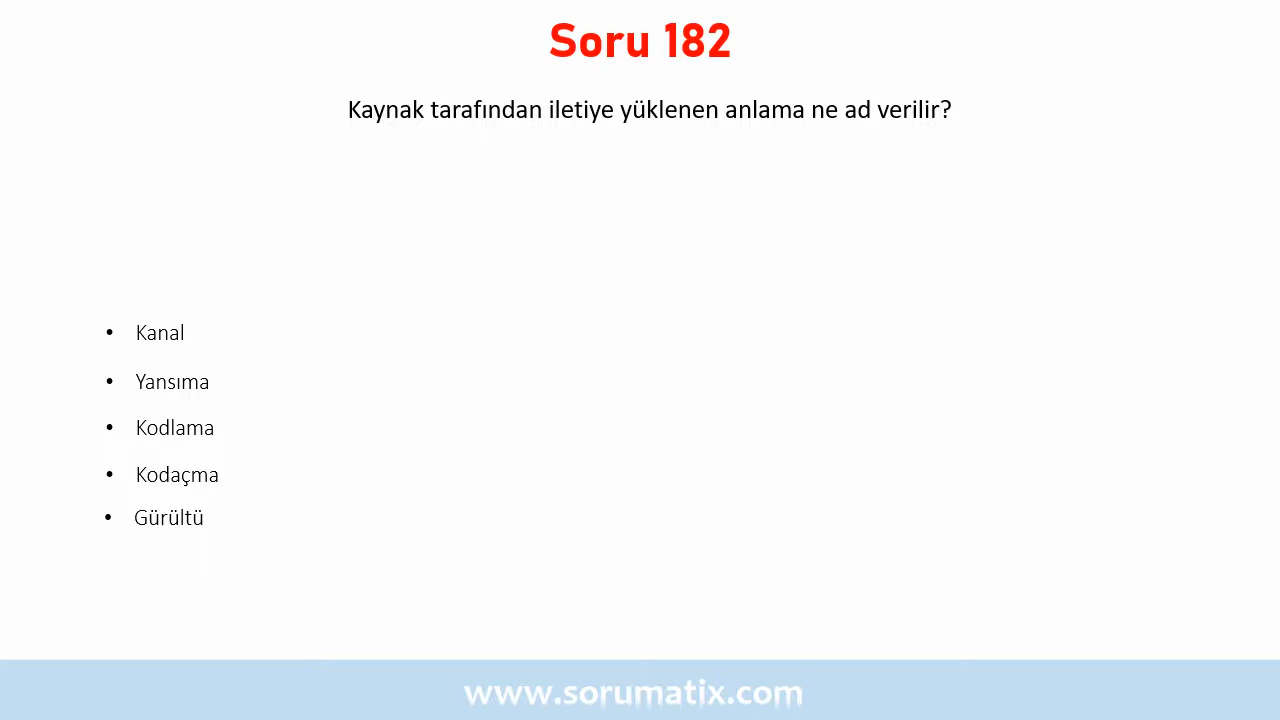 Soru 182
Kaynak tarafından iletiye yüklenen anlama ne ad verilir?
• Kanal
• Yansıma
• Kodlama
• Kodaçma
• Gürültü
www.sorumatix.com